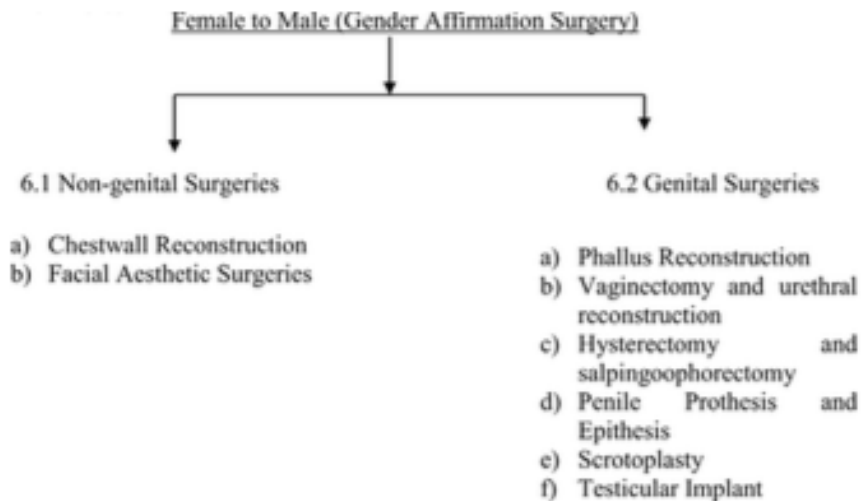 Female to Male (Gender Affirmation Surgery)
6.1 Non-genital Surgeries
a) Chestwall Reconstruction
b) Facial Aesthetic Surgeries
6.2 Genital Surgeries
a) Phallus Reconstruction
b) Vaginectomy and urethral
reconstruction
c) Hysterectomy and
salpingoophorectomy
d) Penile Prothesis and
Epithesis
e) Scrotoplasty
f) Testicular Implant